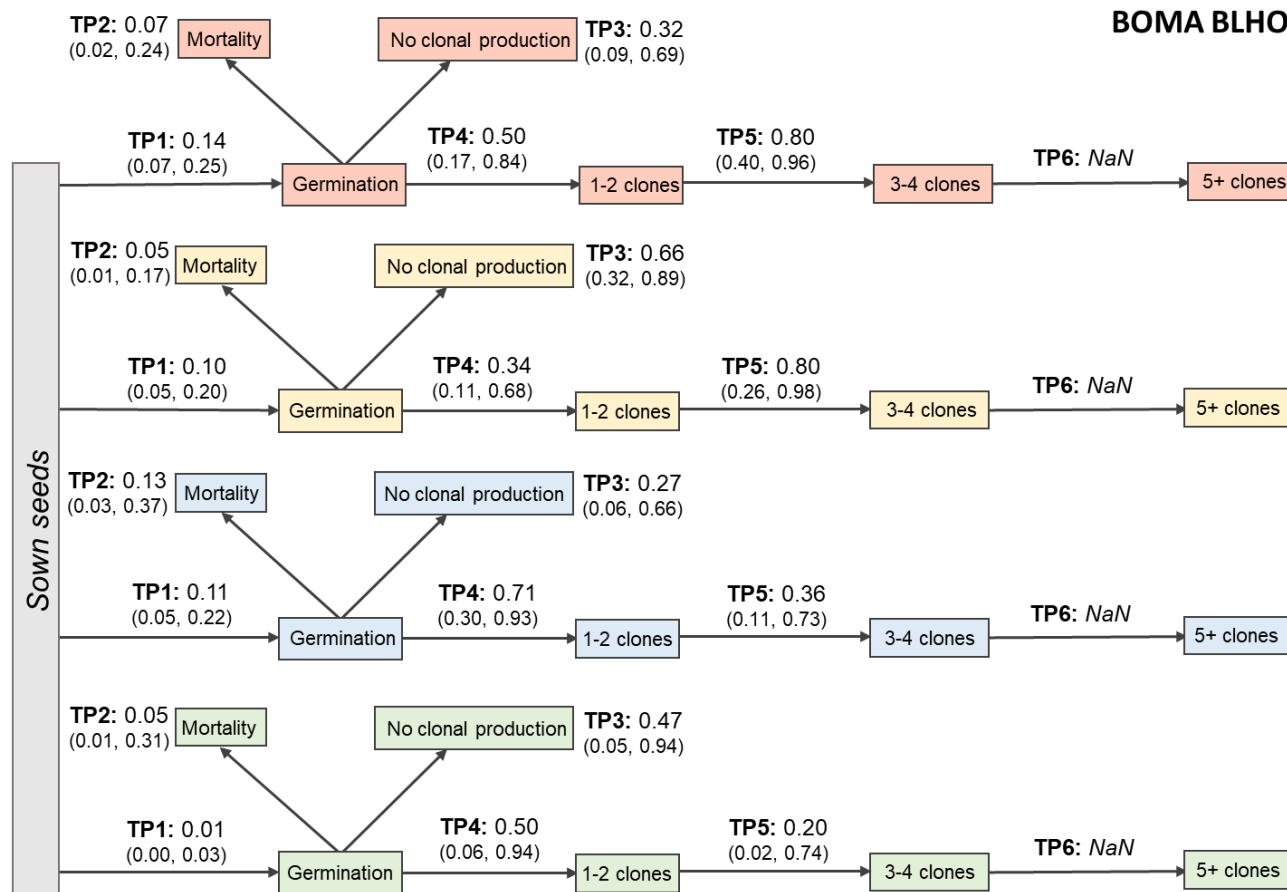 BOMA BLHO
Sown seeds
TP2: 0.07
(0.02, 0.24)
Mortality
No clonal production
TP3: 0.32
(0.09, 0.69)
TP1: 0.14
(0.07, 0.25)
Germination
TP4: 0.50
(0.17, 0.84)
1-2 clones
TP5: 0.80
(0.40, 0.96)
3-4 clones
TP6: NaN
5+ clones
TP2: 0.05
(0.01, 0.17)
Mortality
No clonal production
TP3: 0.66
(0.32, 0.89)
TP1: 0.10
(0.05, 0.20)
Germination
TP4: 0.34
(0.11, 0.68)
1-2 clones
TP5: 0.80
(0.26, 0.98)
3-4 clones
TP6: NaN
5+ clones
TP2: 0.13
(0.03, 0.37)
Mortality
No clonal production
TP3: 0.27
(0.06, 0.66)
TP1: 0.11
(0.05, 0.22)
Germination
TP4: 0.71
(0.30, 0.93)
1-2 clones
TP5: 0.36
(0.11, 0.73)
3-4 clones
TP6: NaN
5+ clones
TP2: 0.05
(0.01, 0.31)
Mortality
No clonal production
TP3: 0.47
(0.05, 0.94)
TP1: 0.01
(0.00, 0.03)
Germination
TP4: 0.50
(0.06, 0.94)
1-2 clones
TP5: 0.20
(0.02, 0.74)
3-4 clones
TP6: NaN
5+ clones